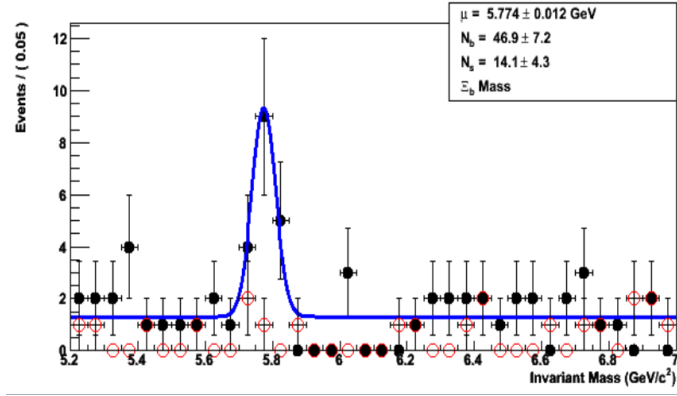 μ = 5.774 ± 0.012 GeV
N_b = 46.9 ± 7.2
N_s = 14.1 ± 4.3
Ξ_b Mass
Events / ( 0.05 )
12
10
8
6
4
2
0
5.2 5.4 5.6 5.8 6 6.2 6.4 6.6 6.8 7
Invariant Mass (GeV/c²)